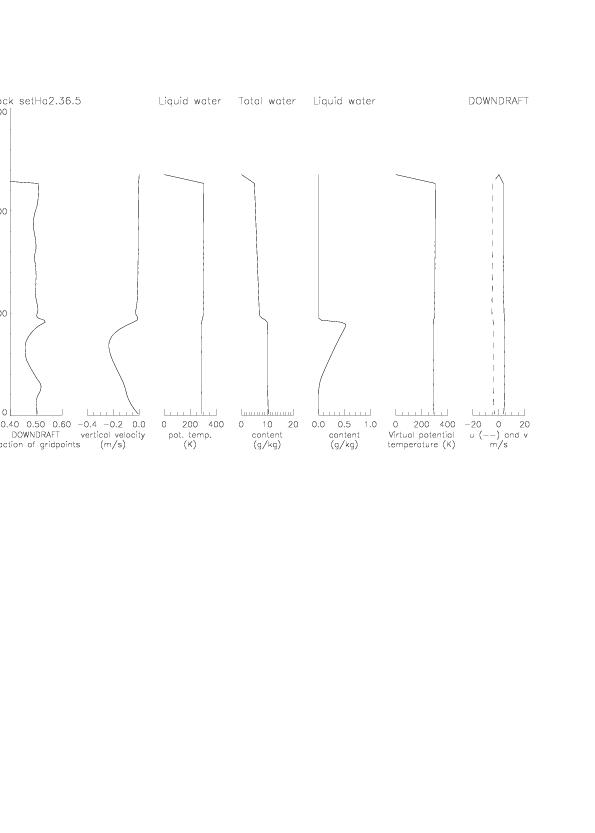 ck setHa2.36.5 Liquid water Total water Liquid water DOWNDRAFT
00
00
00
0
0.40 0.50 0.60 -0.4 -0.2 0.0 0 200 400 0 10 20 0.0 0.5 1.0 0 200 400 -20 0 20
DOWNDRAFT vertical velocity pot. temp. content content Virtual potential u (--) and v
action of gridpoints (m/s) (K) (g/kg) (g/kg) temperature (K) m/s